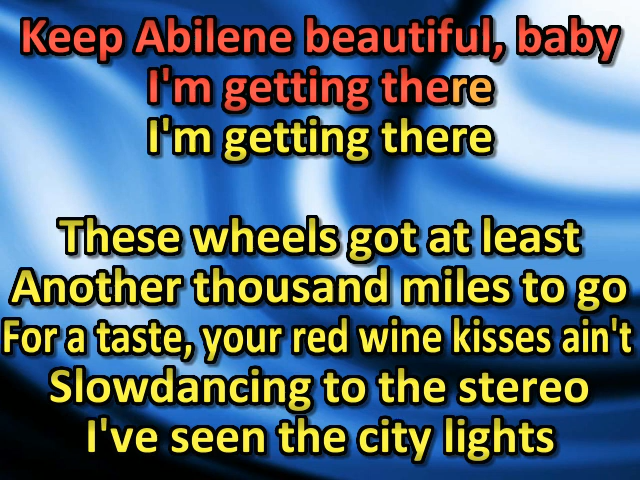 Keep Abilene beautiful, baby
I'm getting there
I'm getting there
These wheels got at least
Another thousand miles to go
For a taste, your red wine kisses ain't
Slowdancing to the stereo
I've seen the city lights